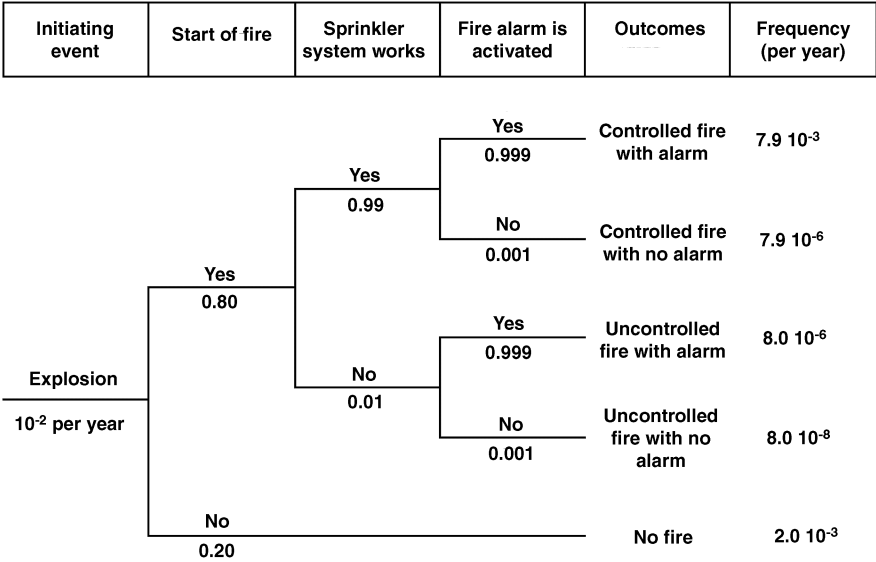 Initiating
event
Start of fire
Sprinkler
system works
Fire alarm is
activated
Outcomes
Frequency
(per year)
Yes
0.999
Controlled fire
with alarm
7.9 10⁻³
Yes
0.99
No
0.001
Controlled fire
with no alarm
7.9 10⁻⁶
Yes
0.80
Yes
0.999
Uncontrolled
fire with alarm
8.0 10⁻⁶
Explosion
10⁻² per year
No
0.01
No
0.001
Uncontrolled
fire with no
alarm
8.0 10⁻⁸
No
0.20
No fire
2.0 10⁻³